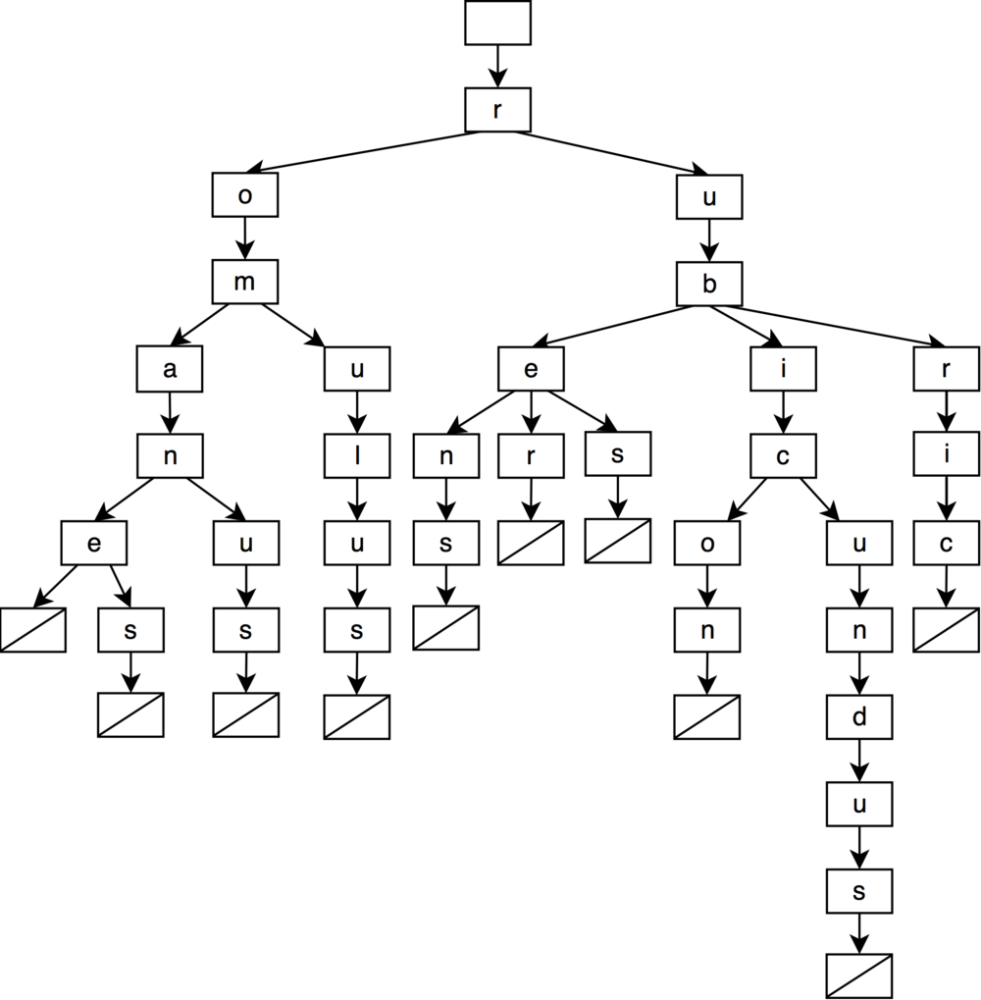 r
o u
m b
a u e i r
n l n r s c i
e u u s o u c
s s s n n
d
u
s